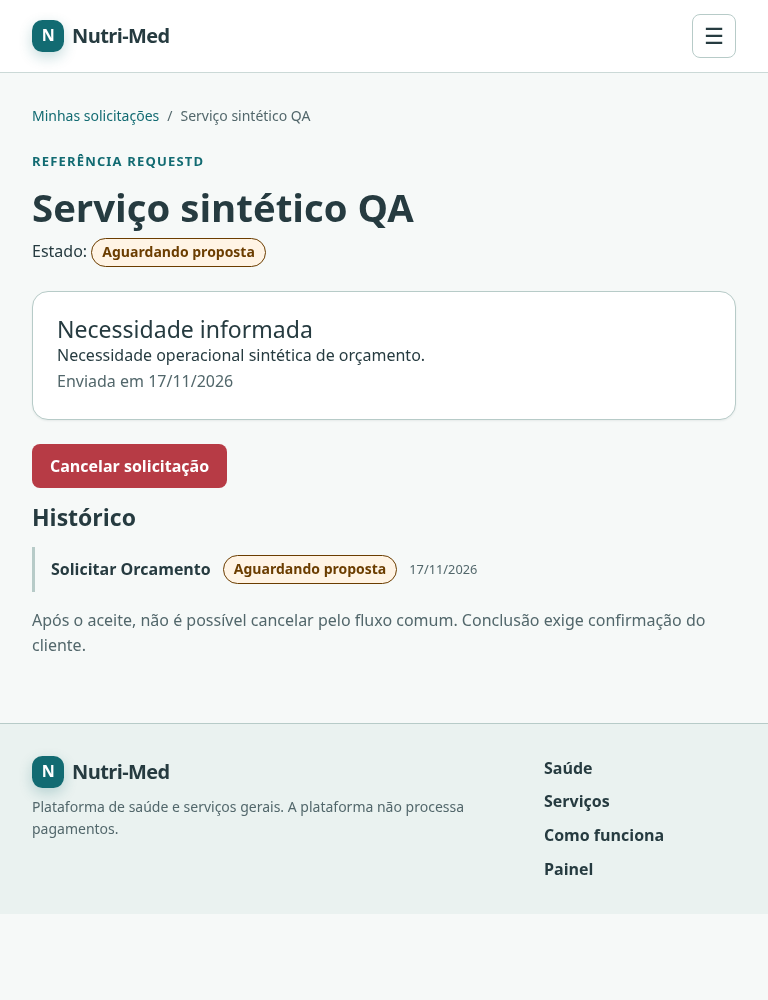 N Nutri-Med
☰
Minhas solicitações / Serviço sintético QA
REFERÊNCIA REQUESTD
Serviço sintético QA
Estado: Aguardando proposta
Necessidade informada
Necessidade operacional sintética de orçamento.
Enviada em 17/11/2026
Cancelar solicitação
Histórico
Solicitar Orcamento Aguardando proposta 17/11/2026
Após o aceite, não é possível cancelar pelo fluxo comum. Conclusão exige confirmação do
cliente.
N Nutri-Med
Plataforma de saúde e serviços gerais. A plataforma não processa
pagamentos.
Saúde
Serviços
Como funciona
Painel